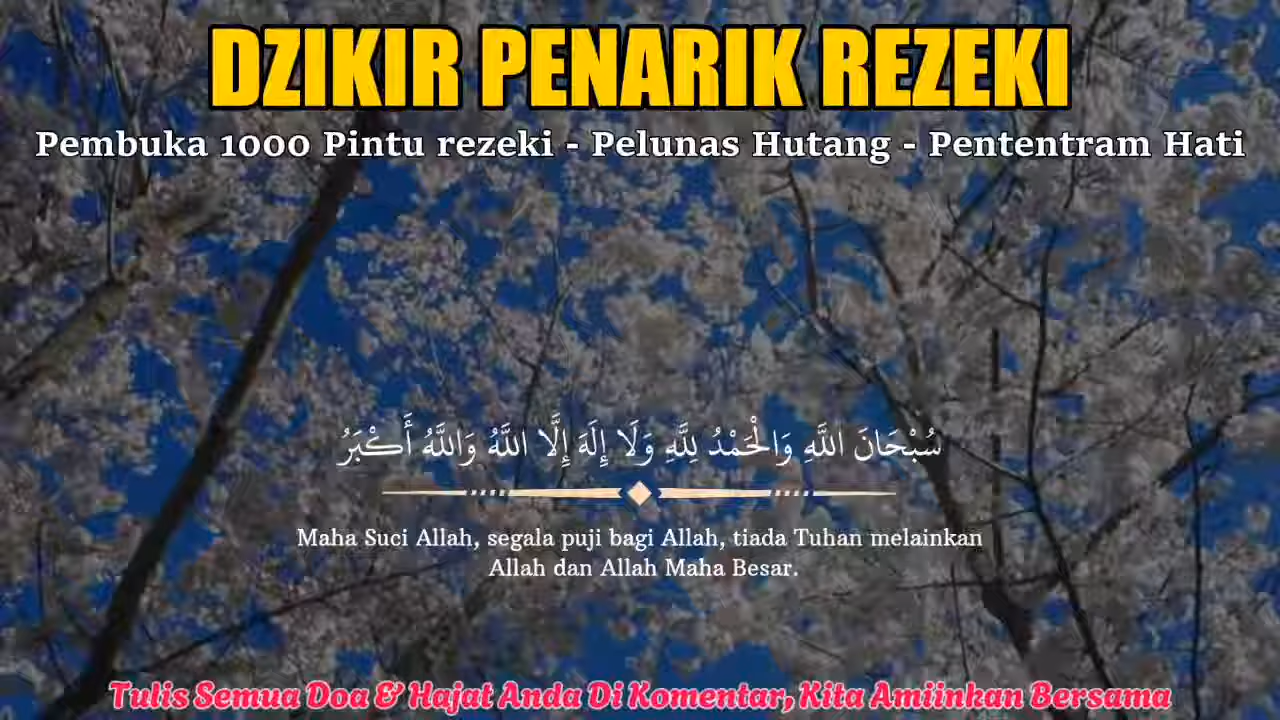 DZIKIR PENARIK REZEKI
Pembuka 1000 Pintu rezeki - Pelunas Hutang - Pententram Hati
سُبْحَانَ اللَّهِ وَالْحَمْدُ لِلَّهِ وَلَا إِلَهَ إِلَّا اللَّهُ وَاللَّهُ أَكْبَرُ
Maha Suci Allah, segala puji bagi Allah, tiada Tuhan melainkan
Allah dan Allah Maha Besar.
Tulis Semua Doa & Hajat Anda Di Komentar, Kita Amiinkan Bersama